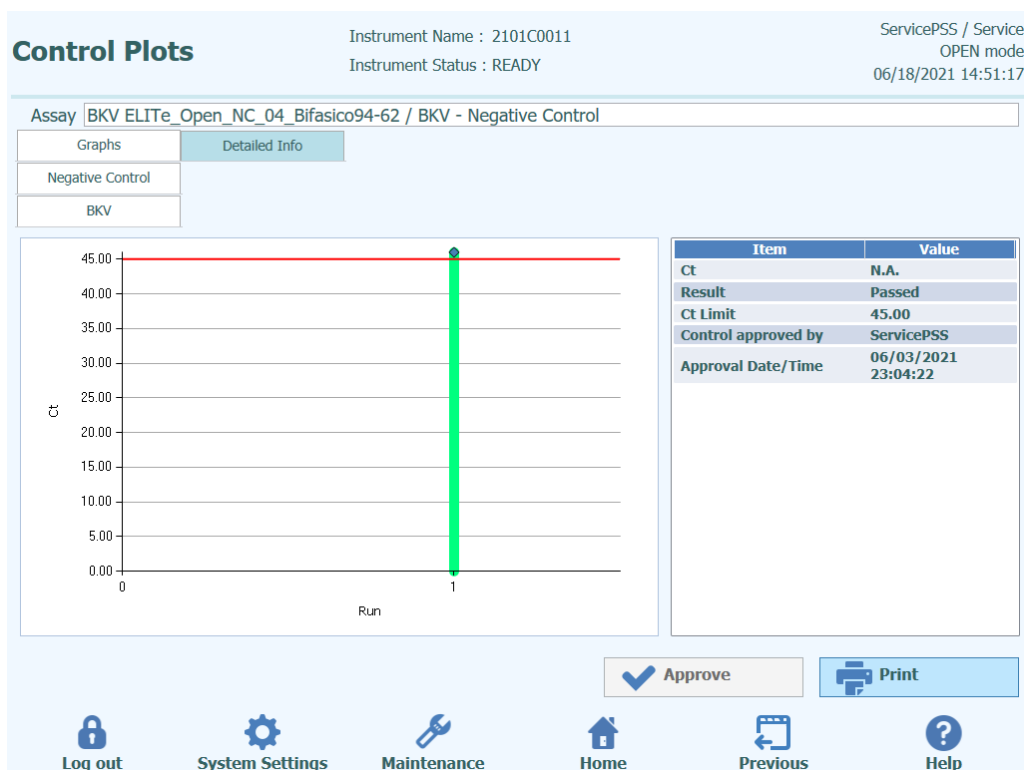 Control Plots
Instrument Name : 2101C0011
Instrument Status : READY
ServicePSS / Service
OPEN mode
06/18/2021 14:51:17
Assay BKV ELITe_Open_NC_04_Bifasico94-62 / BKV - Negative Control
Graphs Detailed Info
Negative Control
BKV
45.00
40.00
35.00
30.00
25.00
20.00
15.00
10.00
5.00
0.00
Ct
0 1
Run
Item Value
Ct N.A.
Result Passed
Ct Limit 45.00
Control approved by ServicePSS
Approval Date/Time 06/03/2021
23:04:22
Approve Print
Log out System Settings Maintenance Home Previous Help